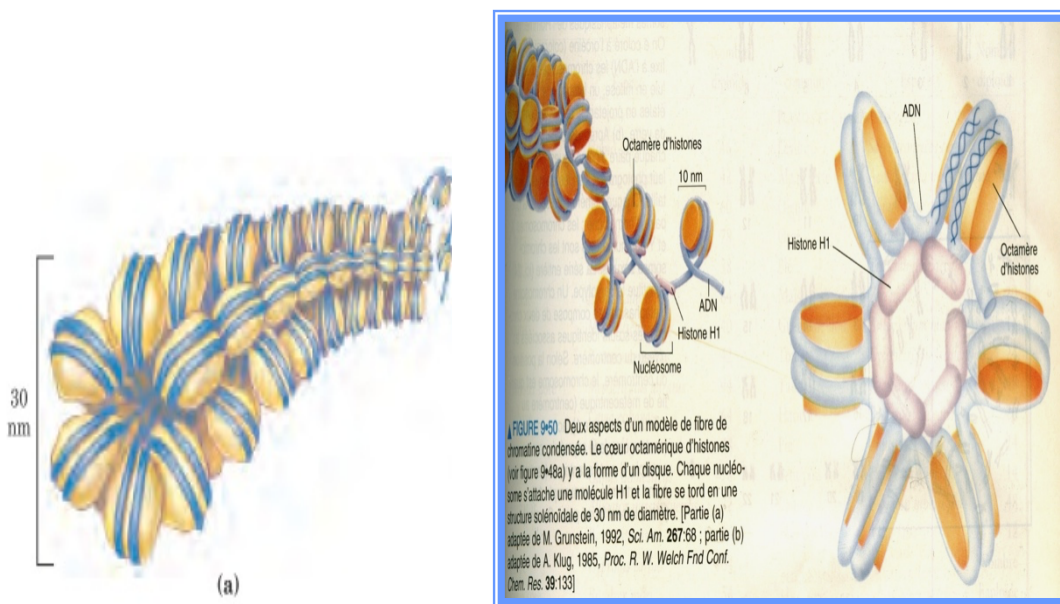 30
nm
(a)
Octamère d'histones
10 nm
ADN
Histone H1
Nucléosome
ADN
Histone H1
Octamère
d'histones
▲FIGURE 9•50 Deux aspects d'un modèle de fibre de
chromatine condensée. Le cœur octamérique d'histones
(voir figure 9•48a) y a la forme d'un disque. Chaque nucléo-
some s'attache une molécule H1 et la fibre se tord en une
structure solénoïdale de 30 nm de diamètre. [Partie (a)
adaptée de M. Grunstein, 1992, Sci. Am. 267:68 ; partie (b)
adaptée de A. Klug, 1985, Proc. R. W. Welch Fnd Conf.
Chem. Res. 39:133]